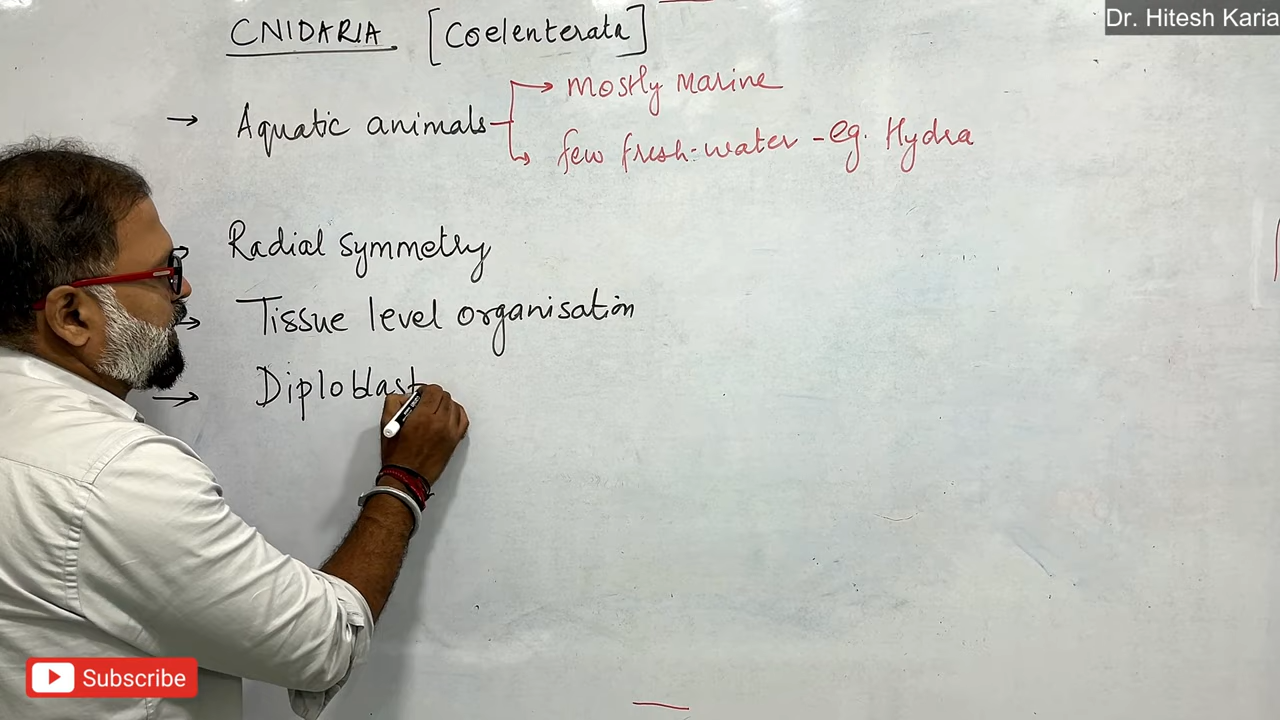 Dr. Hitesh Karia
CNIDARIA [Coelenterata]
→ Aquatic animals
→ Mostly Marine
→ few fresh-water - eg. Hydra
→ Radial symmetry
→ Tissue level organisation
→ Diploblast
Subscribe